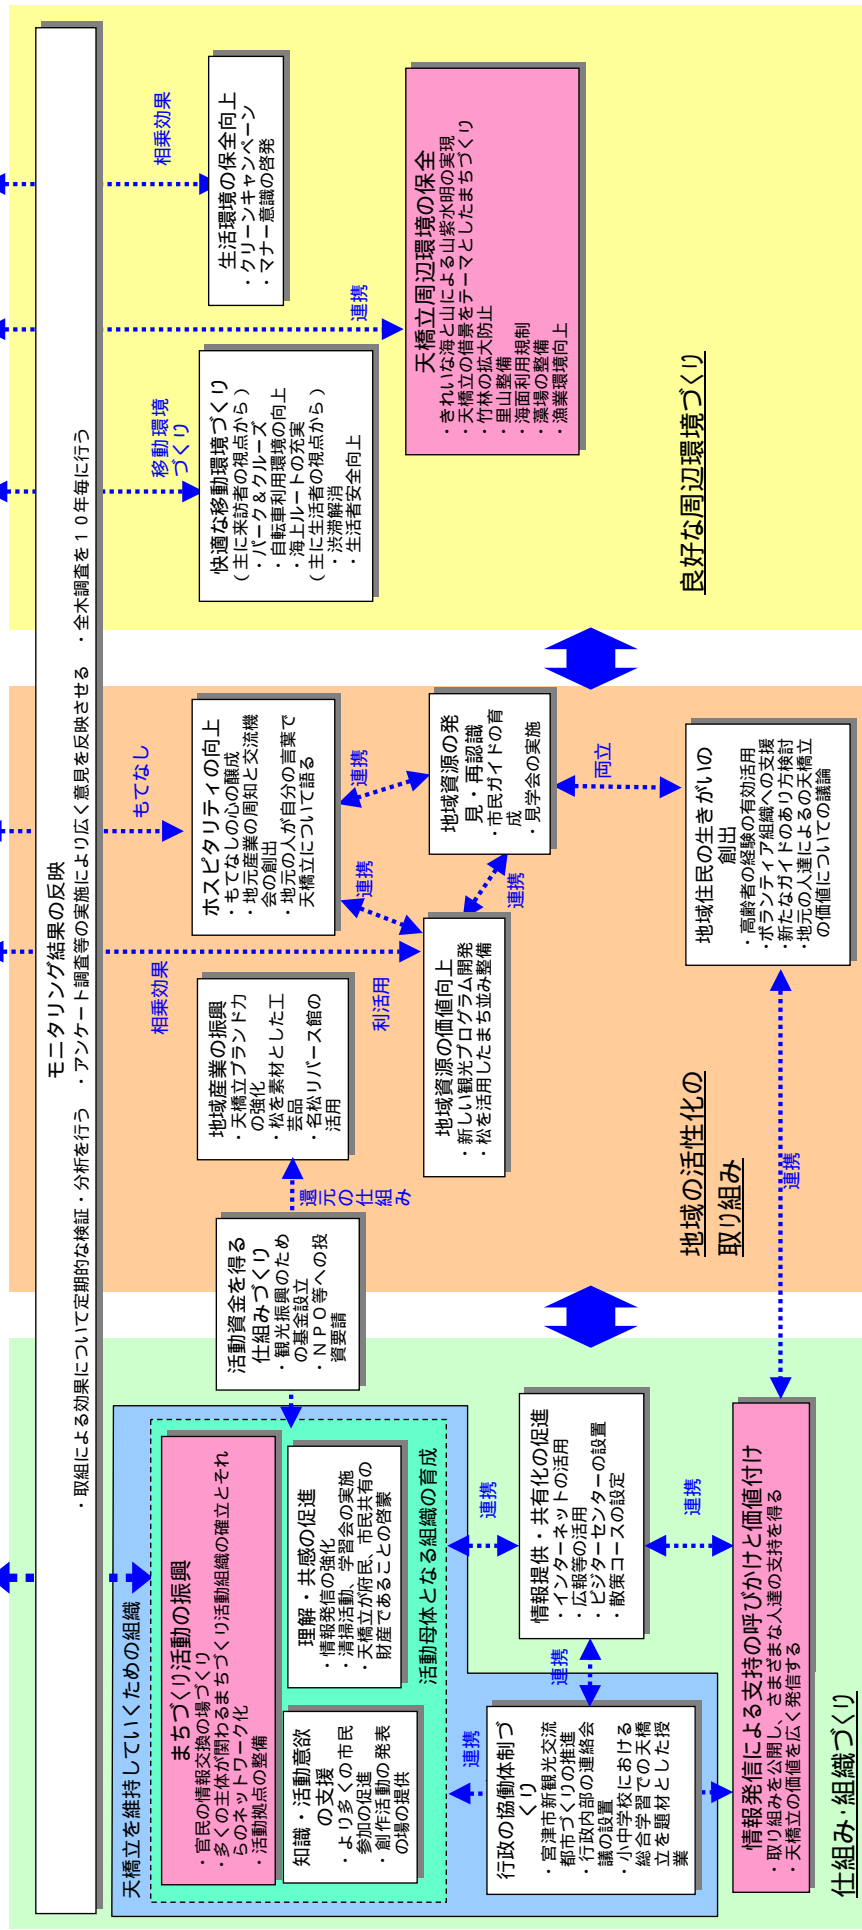 モニタリング結果の反映
・取組による効果について定期的な検証・分析を行う ・アンケート調査等の実施により広く意見を反映させる ・全木調査を１０年毎に行う
天橋立を維持していくための組織
まちづくり活動の振興
・官民の情報交換の場づくり
・多くの主体が関わるまちづくり活動組織の確立とそれ
らのネットワーク化
・活動拠点の整備
知識・活動意欲
の支援
・より多くの市民
参加の促進
・創作活動の発表
の場の提供
理解・共感の促進
・情報発信の強化
・清掃活動、学習会の実施
・天橋立が府民、市民共有の
財産であることの啓蒙
活動母体となる組織の育成
連携
連携
行政の協働体制づ
くり
・宮津市新観光交流
都市づくりの推進
・行政内部の連絡会
議の設置
・小中学校における
総合学習での天橋
立を題材とした授
業
連携
情報提供・共有化の促進
・インターネットの活用
・広報等の活用
・ビジターセンターの設置
・散策コースの設定
連携
情報発信による支持の呼びかけと価値付け
・取り組みを公開し、さまざまな人達の支持を得る
・天橋立の価値を広く発信する
仕組み・組織づくり
活動資金を得る
仕組みづくり
・観光振興のため
の基金設立
・ＮＰＯ等への投
資要請
還元の仕組み
地域産業の振興
・天橋立ブランド力
の強化
・松を素材とした工
芸品
・名松リバース館の
活用
相乗効果
もてなし
ホスピタリティの向上
・もてなしの心の醸成
・地元産業の周知と交流機
会の創出
・地元の人が自分の言葉で
天橋立について語る
利活用
連携
連携
地域資源の価値向上
・新しい観光プログラム開発
・松を活用したまち並み整備
連携
地域資源の発
見・再認識
・市民ガイドの育
成
・見学会の実施
両立
地域住民の生きがいの
創出
・高齢者の経験の有効活用
・ボランティア組織への支援
・新たなガイドのあり方検討
・地元の人達によるの天橋立
の価値についての議論
連携
地域の活性化の
取り組み
移動環境
づくり
快適な移動環境づくり
（主に来訪者の視点から）
・パーク＆クルーズ
・自転車利用環境の向上
・海上ルートの充実
（主に生活者の視点から）
・渋滞解消
・生活者安全向上
相乗効果
生活環境の保全向上
・クリーンキャンペーン
・マナー意識の啓発
連携
天橋立周辺環境の保全
・きれいな海と山による山紫水明の実現
・天橋立の借景をテーマとしたまちづくり
・竹林の拡大防止
・里山整備
・海面利用規制
・藻場の整備
・漁業環境向上
良好な周辺環境づくり